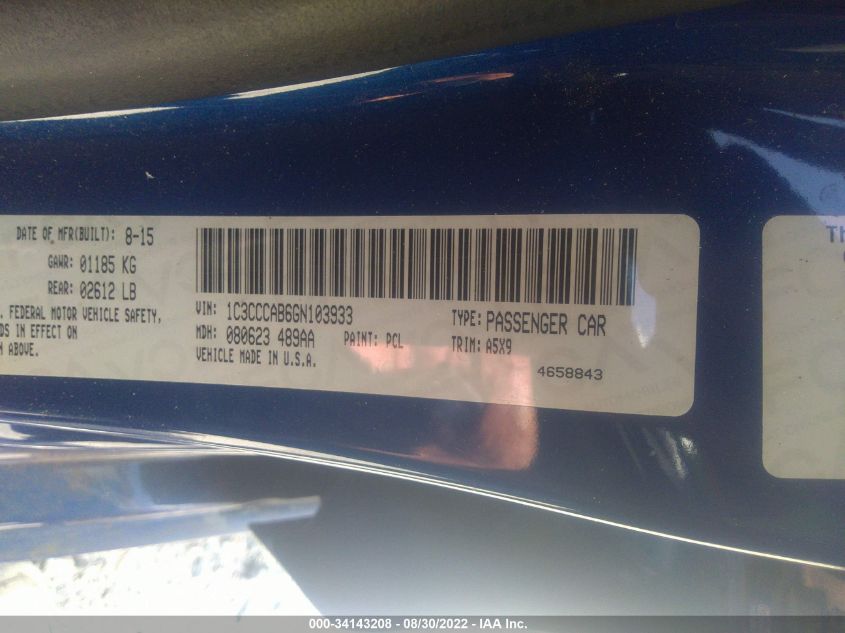 DATE OF MFR(BUILT): 8-15
GAWR: 01185 KG
REAR: 02612 LB
. FEDERAL MOTOR VEHICLE SAFETY,
DS IN EFFECT ON
N ABOVE.
VIN: 1C3CCCAB6GN103933
TYPE: PASSENGER CAR
MDH: 080623 489AA
PAINT: PCL
TRIM: A5X9
VEHICLE MADE IN U.S.A.
4658843
Th
000-34143208 - 08/30/2022 - IAA Inc.